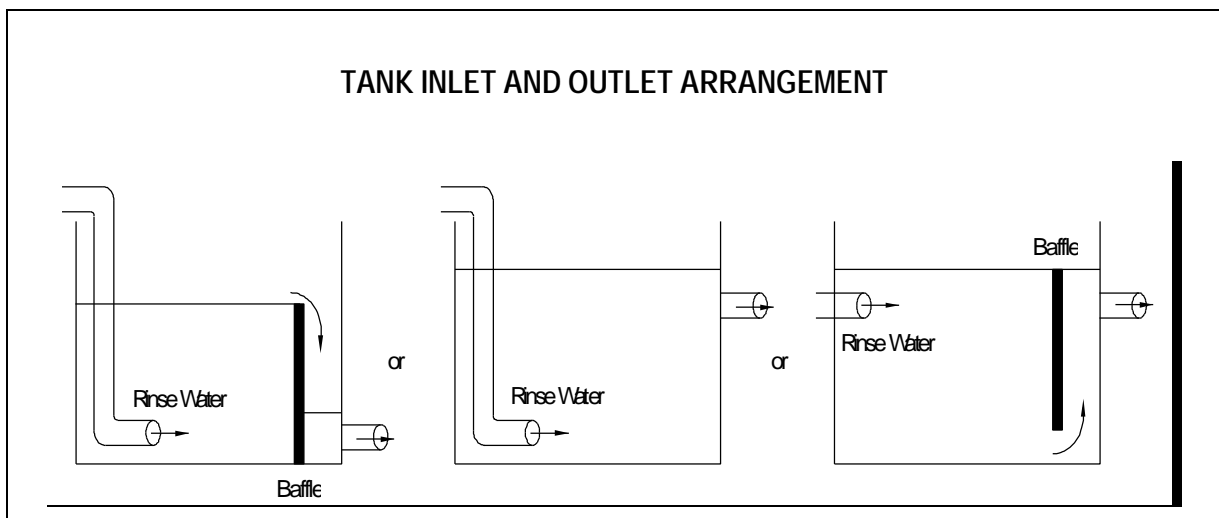 TANK INLET AND OUTLET ARRANGEMENT
Baffle
or
or
Rinse Water
Rinse Water
Rinse Water
Baffle